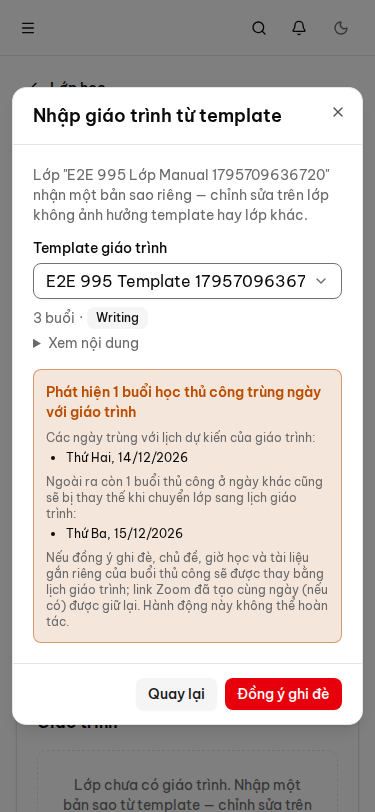 Lớp học
Nhập giáo trình từ template
Lớp "E2E 995 Lớp Manual 1795709636720"
nhận một bản sao riêng — chỉnh sửa trên lớp
không ảnh hưởng template hay lớp khác.
Template giáo trình
E2E 995 Template 17957096367
3 buổi · Writing
Xem nội dung
Phát hiện 1 buổi học thủ công trùng ngày
với giáo trình
Các ngày trùng với lịch dự kiến của giáo trình:
• Thứ Hai, 14/12/2026
Ngoài ra còn 1 buổi thủ công ở ngày khác cũng
sẽ bị thay thế khi chuyển lớp sang lịch giáo
trình:
• Thứ Ba, 15/12/2026
Nếu đồng ý ghi đè, chủ đề, giờ học và tài liệu
gắn riêng của buổi thủ công sẽ được thay bằng
lịch giáo trình; link Zoom đã tạo cùng ngày (nếu
có) được giữ lại. Hành động này không thể hoàn
tác.
Quay lại
Đồng ý ghi đè
Giáo trình
Lớp chưa có giáo trình. Nhập một
bản sao từ template — chỉnh sửa trên